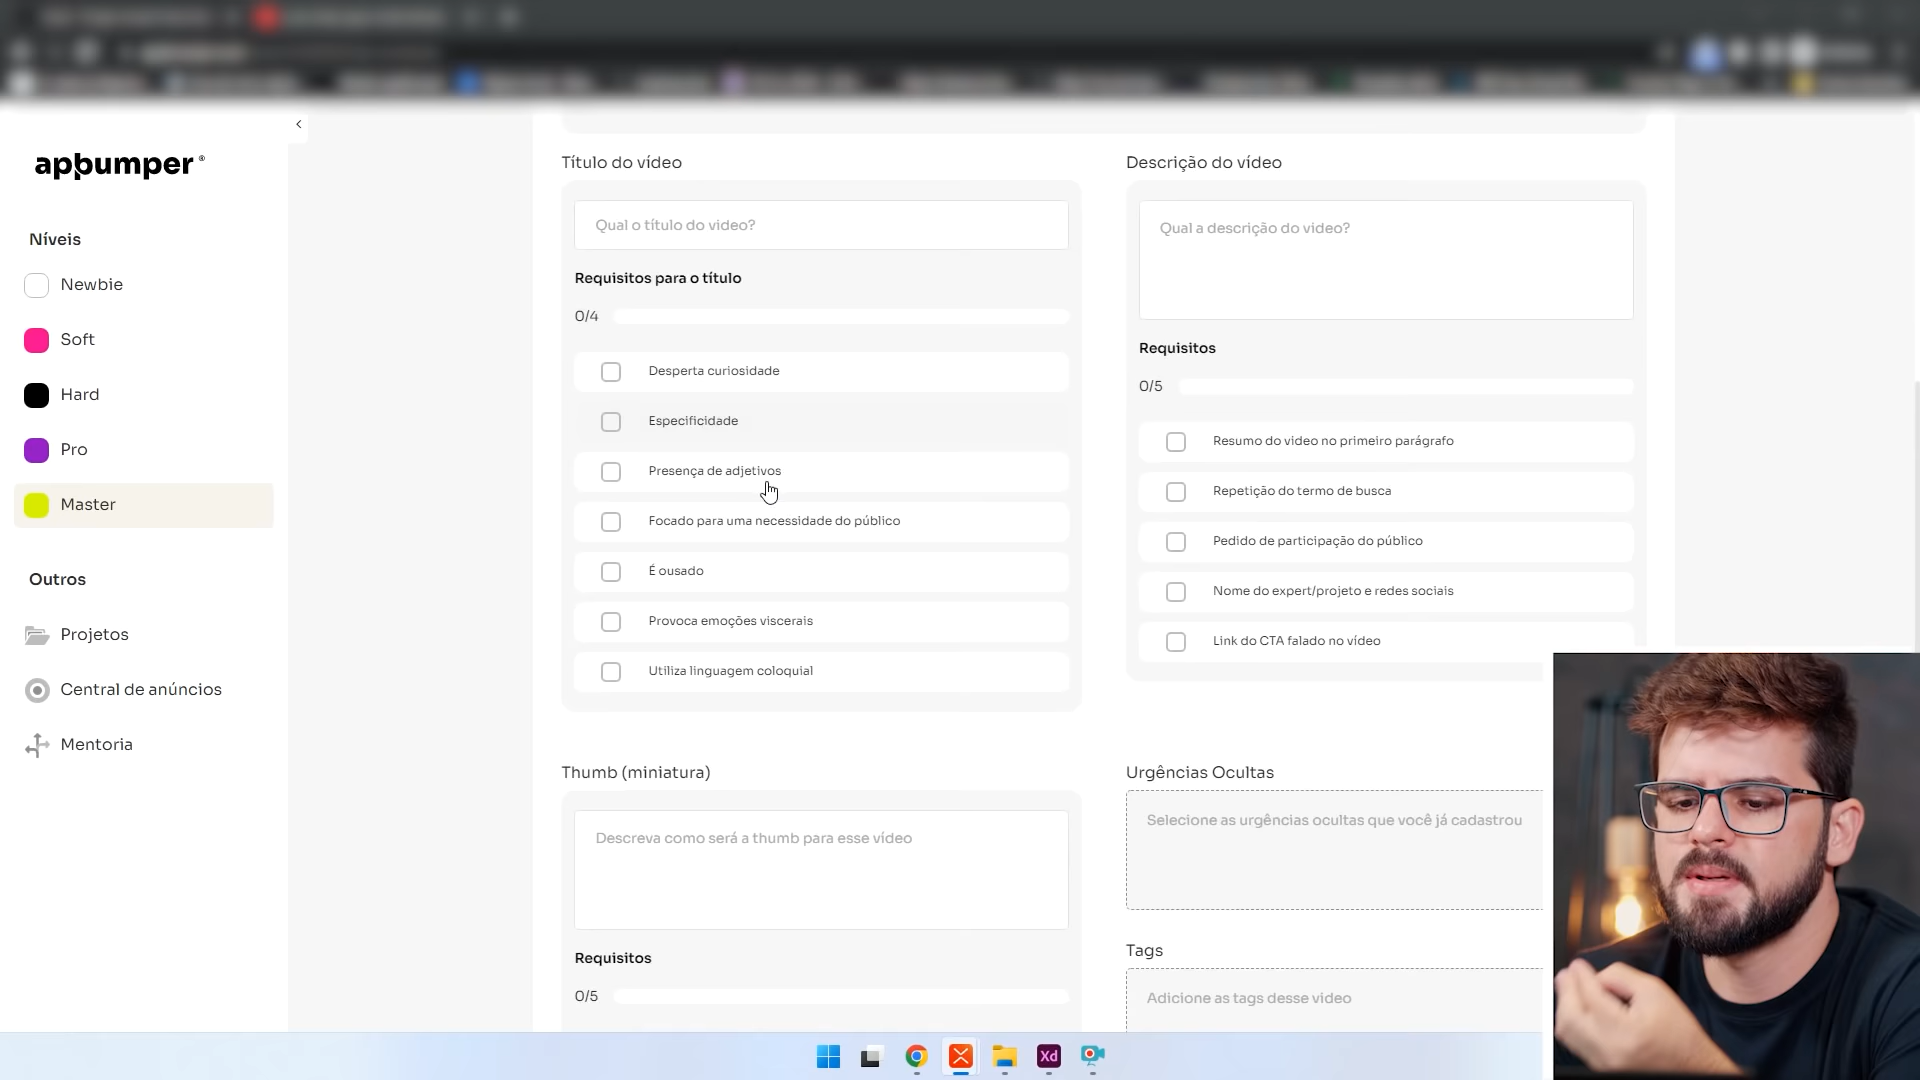 apbumper®
Níveis
Newbie
Soft
Hard
Pro
Master
Outros
Projetos
Central de anúncios
Mentoria
Título do vídeo
Qual o título do video?
Requisitos para o título
0/4
Desperta curiosidade
Especificidade
Presença de adjetivos
Focado para uma necessidade do público
É ousado
Provoca emoções viscerais
Utiliza linguagem coloquial
Descrição do vídeo
Qual a descrição do video?
Requisitos
0/5
Resumo do video no primeiro parágrafo
Repetição do termo de busca
Pedido de participação do público
Nome do expert/projeto e redes sociais
Link do CTA falado no vídeo
Thumb (miniatura)
Descreva como será a thumb para esse vídeo
Requisitos
0/5
Urgências Ocultas
Selecione as urgências ocultas que você já cadastrou
Tags
Adicione as tags desse video
Xd